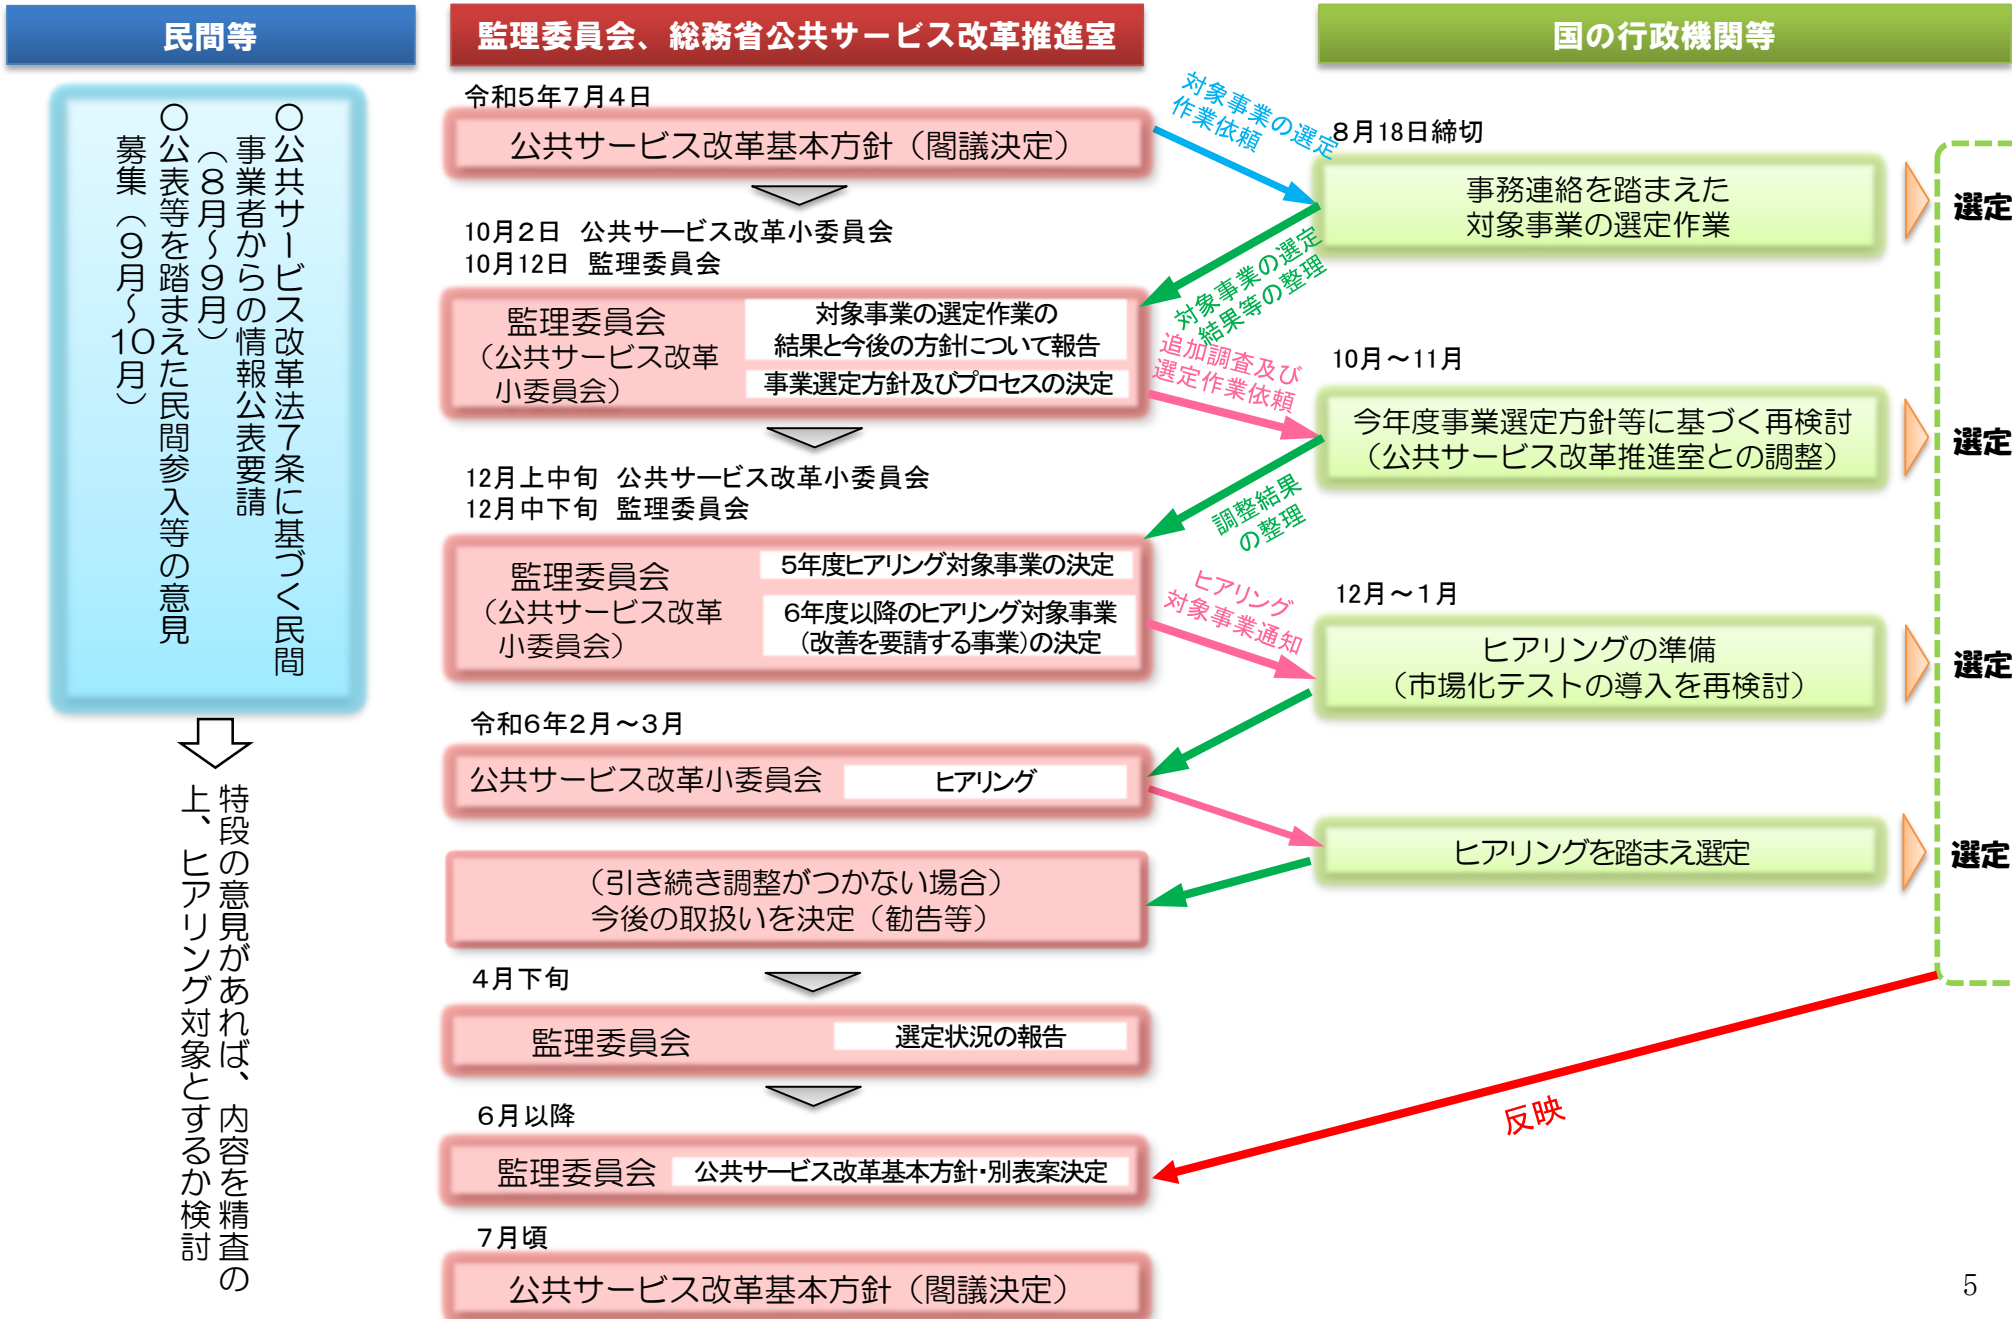 民間等
監理委員会、総務省公共サービス改革推進室
国の行政機関等
○公共サービス改革法7条に基づく民間
事業者からの情報公表要請
（8月～9月）
○公表等を踏まえた民間参入等の意見
募集（9月～10月）
特段の意見があれば、内容を精査の
上、ヒアリング対象とするか検討
令和5年7月4日
公共サービス改革基本方針（閣議決定）
対象事業の選定
作業依頼
8月18日締切
事務連絡を踏まえた
対象事業の選定作業
選定
対象事業の選定
結果等の整理
10月2日 公共サービス改革小委員会
10月12日 監理委員会
監理委員会
（公共サービス改革
小委員会）
対象事業の選定作業の
結果と今後の方針について報告
事業選定方針及びプロセスの決定
追加調査及び
選定作業依頼
10月～11月
今年度事業選定方針等に基づく再検討
（公共サービス改革推進室との調整）
選定
調整結果
の整理
12月上中旬 公共サービス改革小委員会
12月中下旬 監理委員会
監理委員会
（公共サービス改革
小委員会）
5年度ヒアリング対象事業の決定
6年度以降のヒアリング対象事業
（改善を要請する事業）の決定
ヒアリング
対象事業通知
12月～1月
ヒアリングの準備
（市場化テストの導入を再検討）
選定
令和6年2月～3月
公共サービス改革小委員会
ヒアリング
ヒアリングを踏まえ選定
選定
（引き続き調整がつかない場合）
今後の取扱いを決定（勧告等）
4月下旬
監理委員会
選定状況の報告
反映
6月以降
監理委員会
公共サービス改革基本方針・別表案決定
7月頃
公共サービス改革基本方針（閣議決定）
5